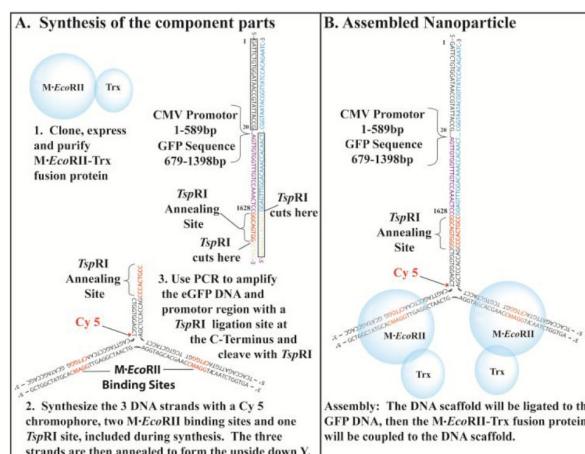 A. Synthesis of the component parts
M·EcoRII
Trx
1. Clone, express
and purify
M·EcoRII-Trx
fusion protein
1
CMV Promotor
1-589bp
20
GFP Sequence
679-1398bp
1628
TspRI
Annealing
Site
TspRI
cuts here
TspRI
cuts here
TspRI
Annealing
Site
Cy 5
3. Use PCR to amplify
the eGFP DNA and
promotor region with a
TspRI ligation site at
the C-Terminus and
cleave with TspRI
M·EcoRII
Binding Sites
2. Synthesize the 3 DNA strands with a Cy 5
chromophore, two M·EcoRII binding sites and one
TspRI site, included during synthesis. The three
strands are then annealed to form the upside down Y.
B. Assembled Nanoparticle
1
CMV Promotor
1-589bp
20
GFP Sequence
679-1398bp
1628
TspRI
Annealing
Site
Cy 5
M·EcoRII
M·EcoRII
Trx
Trx
Assembly: The DNA scaffold will be ligated to the
GFP DNA, then the M·EcoRII-Trx fusion protein
will be coupled to the DNA scaffold.